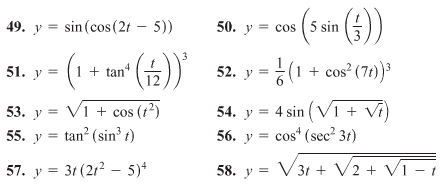 49. y = sin(cos(2t − 5)) 50. y = cos (5 sin (t/3))
51. y = (1 + tan⁴ (t/12))³ 52. y = 1/6 (1 + cos² (7t))³
53. y = √(1 + cos (t²)) 54. y = 4 sin (√(1 + √t))
55. y = tan² (sin³ t) 56. y = cos⁴ (sec² 3t)
57. y = 3t (2t² − 5)⁴ 58. y = √(3t + √(2 + √(1 − t)))